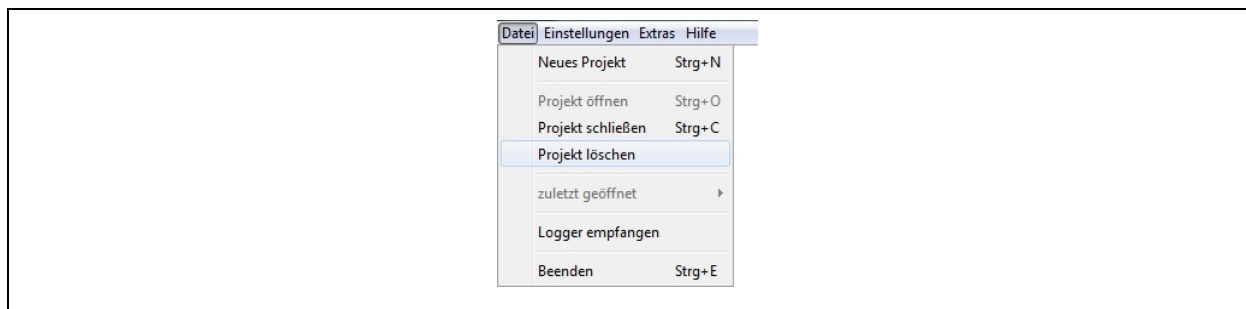 Datei Einstellungen Extras Hilfe
Neues Projekt Strg+N
Projekt öffnen Strg+O
Projekt schließen Strg+C
Projekt löschen
zuletzt geöffnet
Logger empfangen
Beenden Strg+E